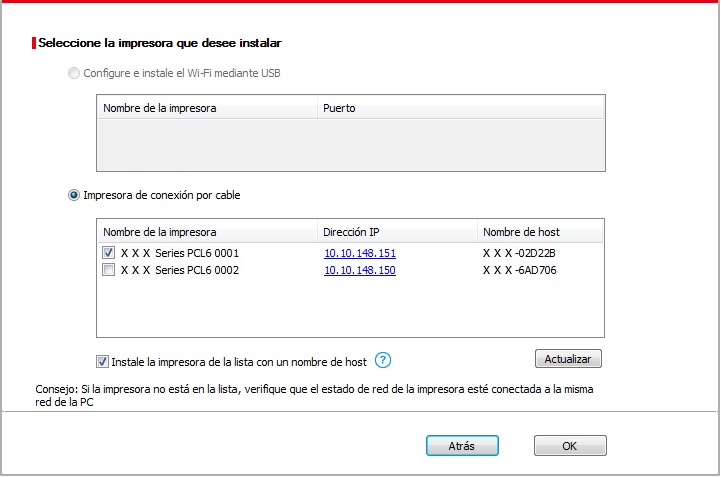 Seleccione la impresora que desee instalar
Configure e instale el Wi-Fi mediante USB
Nombre de la impresora Puerto
Impresora de conexión por cable
Nombre de la impresora Dirección IP Nombre de host
X X X Series PCL6 0001 10.10.148.151 X X X -02D22B
X X X Series PCL6 0002 10.10.148.150 X X X -6AD706
Instale la impresora de la lista con un nombre de host ? Actualizar
Consejo: Si la impresora no está en la lista, verifique que el estado de red de la impresora esté conectada a la misma
red de la PC
Atrás OK